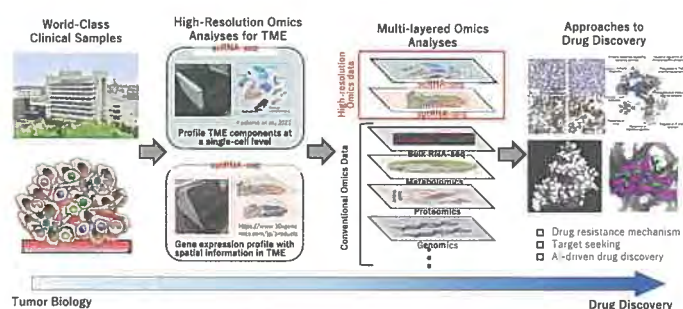 World-Class
Clinical Samples
High-Resolution Omics
Analyses for TME
Multi-layered Omics
Analyses
Approaches to
Drug Discovery
Profile TME components at
a single-cell level
Gene expression profile with
spatial information in TME
High-resolution
Omics data
Conventional Omics Data
Bulk RNA-seq
Metabolomics
Proteomics
Genomics
Drug resistance mechanism
Target seeking
AI-driven drug discovery
Tumor Biology
Drug Discovery